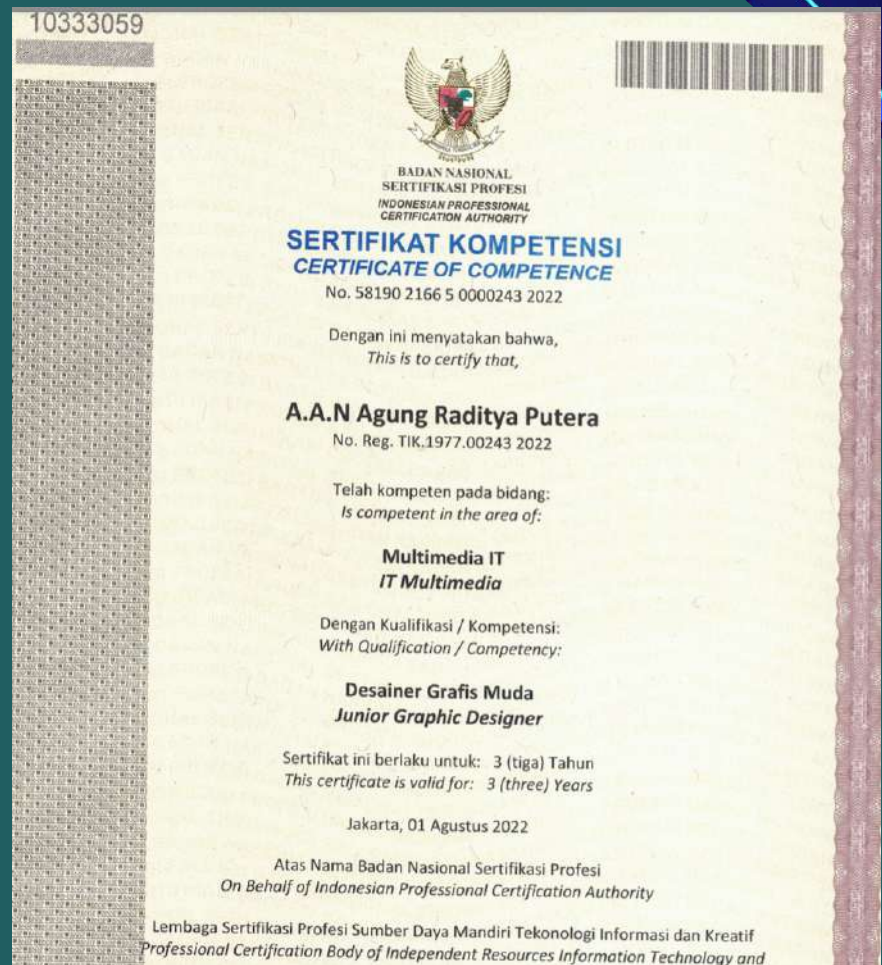 10333059
BADAN NASIONAL
SERTIFIKASI PROFESI
INDONESIAN PROFESSIONAL
CERTIFICATION AUTHORITY
SERTIFIKAT KOMPETENSI
CERTIFICATE OF COMPETENCE
No. 58190 2166 5 0000243 2022
Dengan ini menyatakan bahwa,
This is to certify that,
A.A.N Agung Raditya Putera
No. Reg. TIK.1977.00243 2022
Telah kompeten pada bidang:
Is competent in the area of:
Multimedia IT
IT Multimedia
Dengan Kualifikasi / Kompetensi:
With Qualification / Competency:
Desainer Grafis Muda
Junior Graphic Designer
Sertifikat ini berlaku untuk: 3 (tiga) Tahun
This certificate is valid for: 3 (three) Years
Jakarta, 01 Agustus 2022
Atas Nama Badan Nasional Sertifikasi Profesi
On Behalf of Indonesian Professional Certification Authority
Lembaga Sertifikasi Profesi Sumber Daya Mandiri Tekonologi Informasi dan Kreatif
Professional Certification Body of Independent Resources Information Technology and